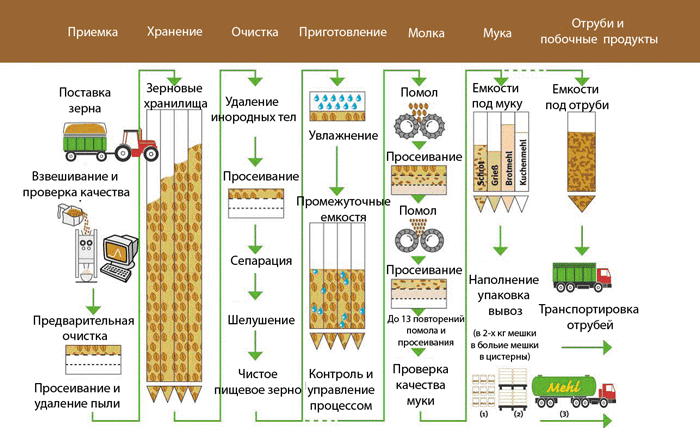 Приемка
Хранение
Очистка
Приготовление
Молка
Мука
Отруби и
побочные продукты
Поставка
зерна
Взвешивание и
проверка качества
Предварительная
очистка
Просеивание и
удаление пыли
Зерновые
хранилища
Удаление
инородных тел
Просеивание
Сепарация
Шелушение
Чистое
пищевое зерно
Увлажнение
Промежуточные
емкостя
Контроль и
управление
процессом
Помол
Просеивание
Помол
Просеивание
До 13 повторений
помола и
просеивания
Проверка
качества
муки
Емкости
под муку
Schrot
Grieß
Brotmehl
Kuchenmehl
Наполнение
упаковка
вывоз
(в 2-х кг мешки
в болье мешки
в цистерны)
(1)
(2)
Емкости
под отруби
Транспортировка
отрубей
Mehl
(3)